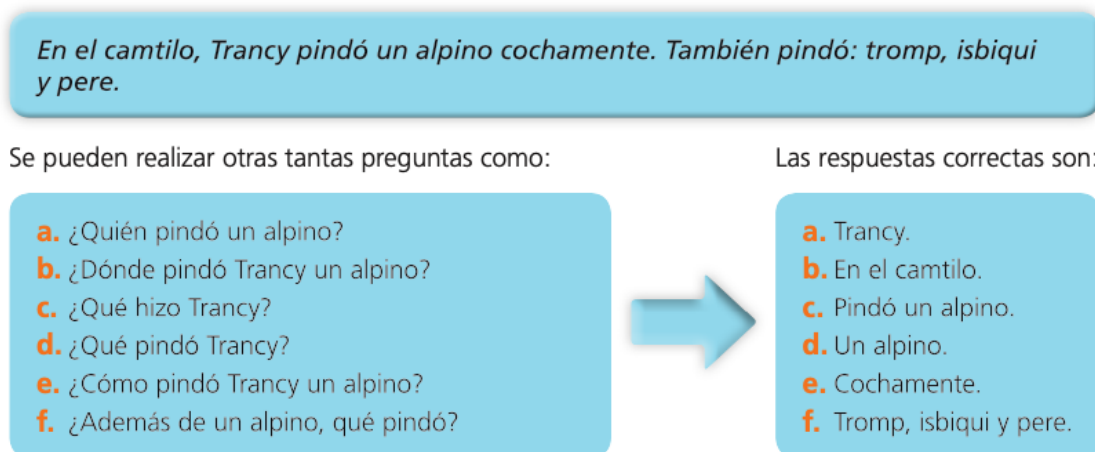 En el camtilo, Trancy pindó un alpino cochamente. También pindó: tromp, isbiqui
y pere.
Se pueden realizar otras tantas preguntas como:
a. ¿Quién pindó un alpino?
b. ¿Dónde pindó Trancy un alpino?
c. ¿Qué hizo Trancy?
d. ¿Qué pindó Trancy?
e. ¿Cómo pindó Trancy un alpino?
f. ¿Además de un alpino, qué pindó?
Las respuestas correctas son:
a. Trancy.
b. En el camtilo.
c. Pindó un alpino.
d. Un alpino.
e. Cochamente.
f. Tromp, isbiqui y pere.